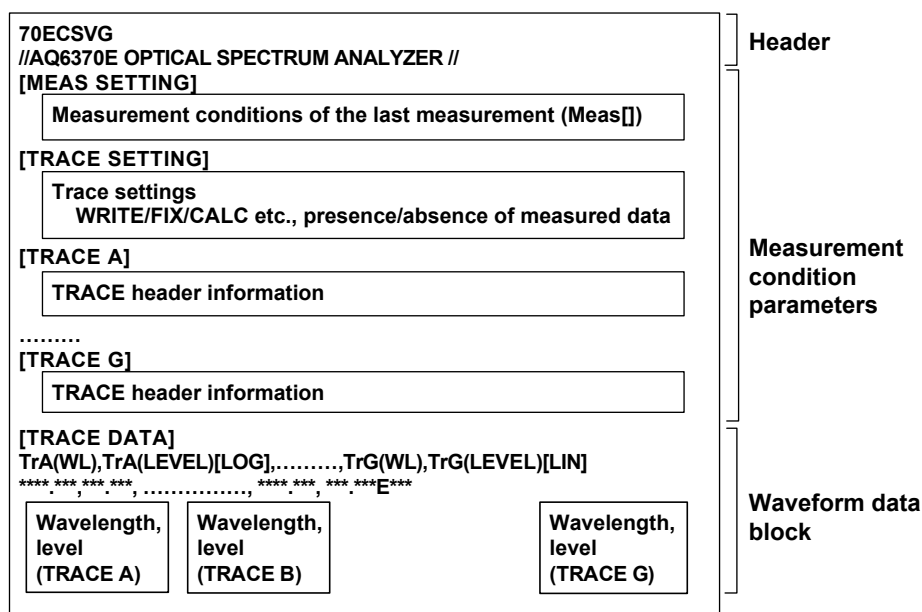 70ECSVG
//AQ6370E OPTICAL SPECTRUM ANALYZER //
Header
[MEAS SETTING]
Measurement conditions of the last measurement (Meas[])
[TRACE SETTING]
Trace settings
WRITE/FIX/CALC etc., presence/absence of measured data
[TRACE A]
TRACE header information
Measurement
condition
parameters
………
[TRACE G]
TRACE header information
[TRACE DATA]
TrA(WL),TrA(LEVEL)[LOG],………,TrG(WL),TrG(LEVEL)[LIN]
****.***,***.***, ……………, ****.***, ***.***E***
Wavelength,
level
(TRACE A)
Wavelength,
level
(TRACE B)
Wavelength,
level
(TRACE G)
Waveform data
block